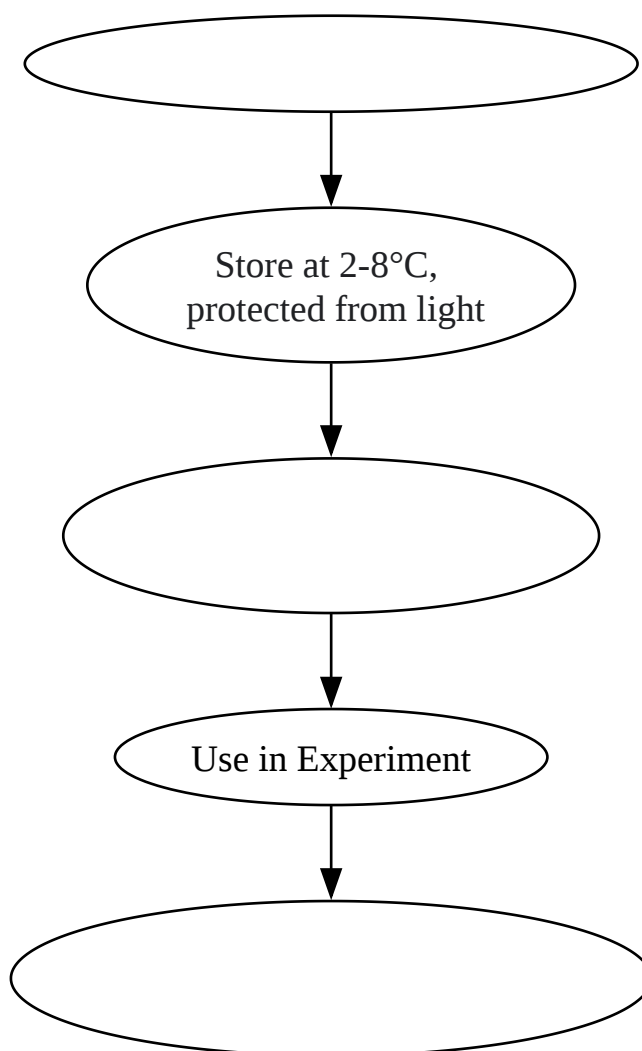 Store at 2-8°C,
protected from light
Use in Experiment